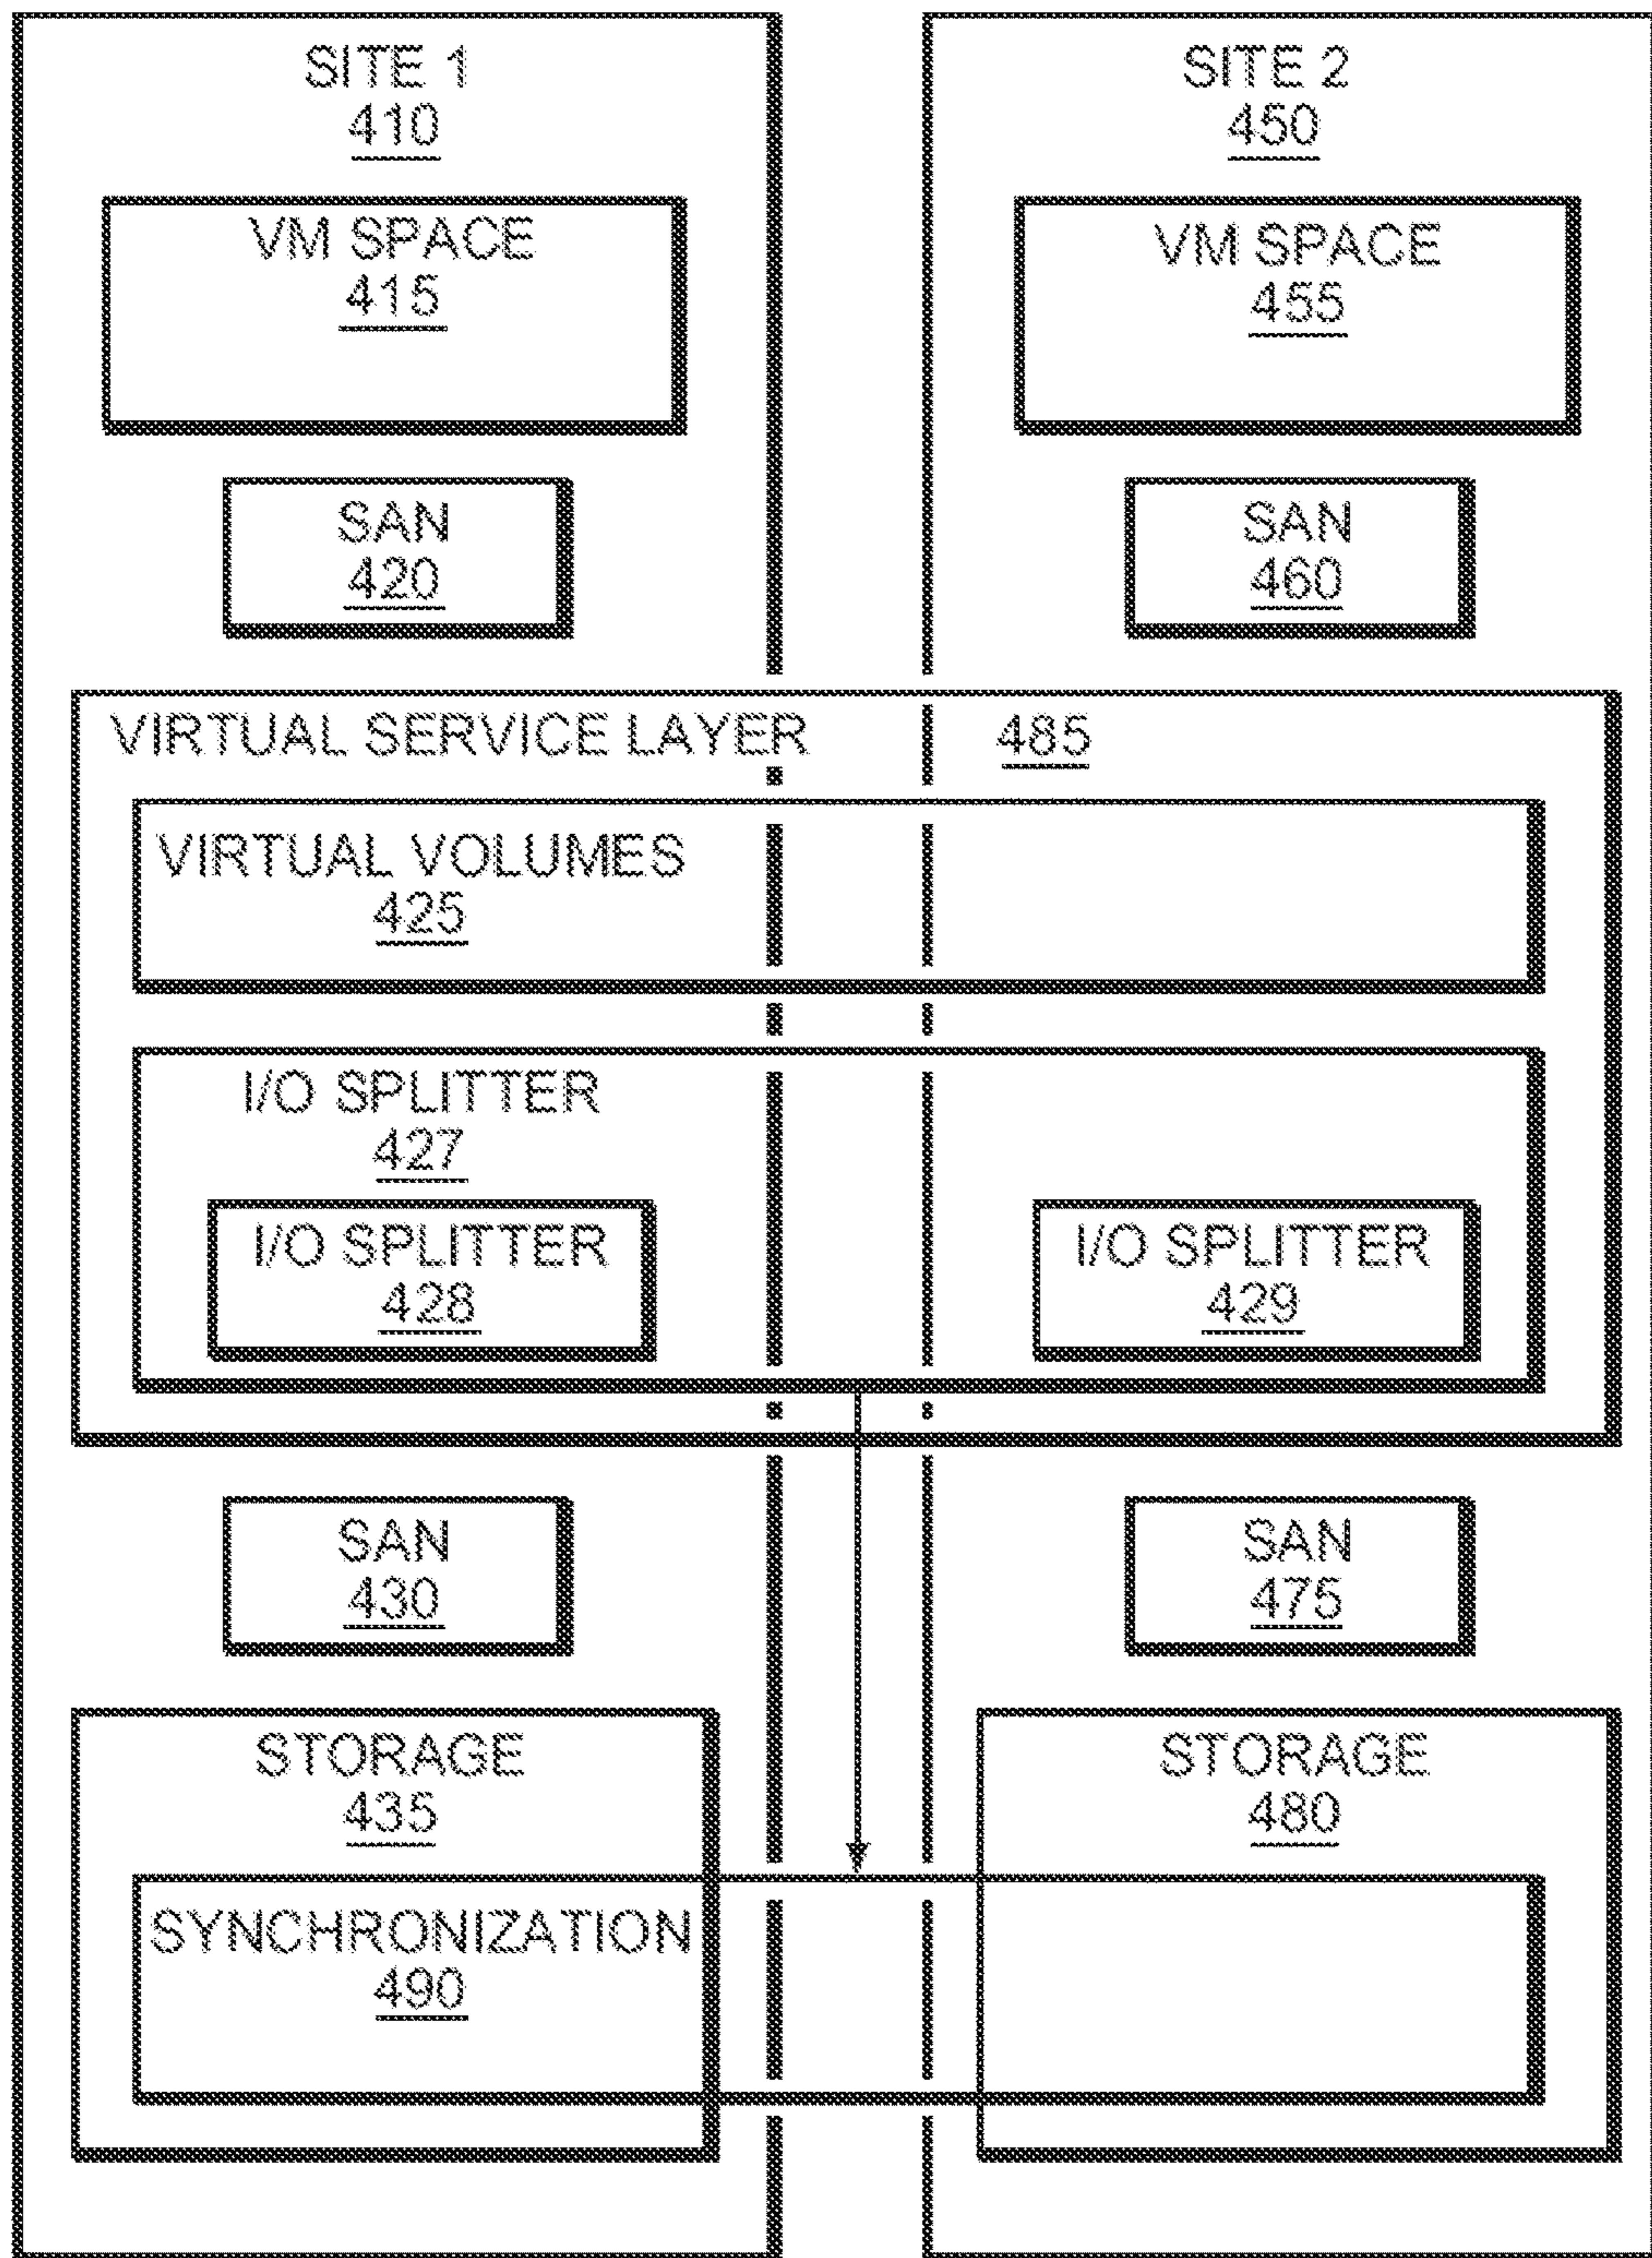 SITE 1
410
SITE 2
450
VM SPACE
415
VM SPACE
455
SAN
420
SAN
460
VIRTUAL SERVICE LAYER 485
VIRTUAL VOLUMES
425
I/O SPLITTER
427
I/O SPLITTER
428
I/O SPLITTER
429
SAN
430
SAN
475
STORAGE
435
STORAGE
480
SYNCHRONIZATION
490